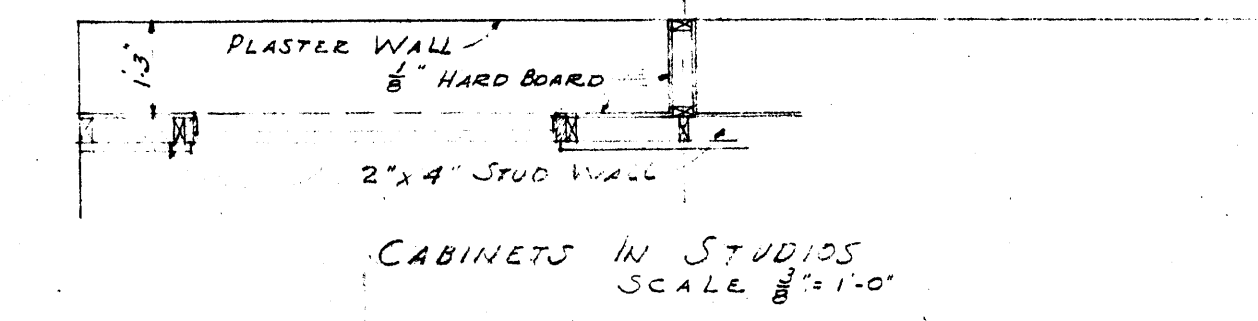 PLASTER WALL
1'-3"
1/8" HARD BOARD
2" x 4" STUD WALL
CABINETS IN STUDIOS
SCALE 3/8" = 1'-0"